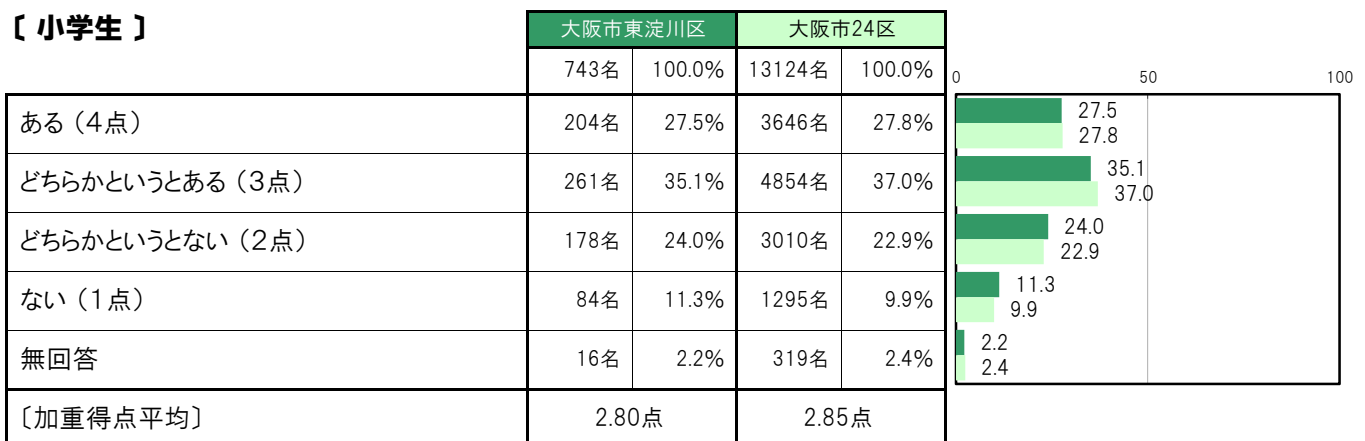 〔 小学生 〕
大阪市東淀川区 大阪市24区
743名 100.0% 13124名 100.0%
0 50 100
ある（4点） 204名 27.5% 3646名 27.8%
27.5
27.8
どちらかというとある（3点） 261名 35.1% 4854名 37.0%
35.1
37.0
どちらかというとない（2点） 178名 24.0% 3010名 22.9%
24.0
22.9
ない（1点） 84名 11.3% 1295名 9.9%
11.3
9.9
無回答 16名 2.2% 319名 2.4%
2.2
2.4
〔加重得点平均〕 2.80点 2.85点